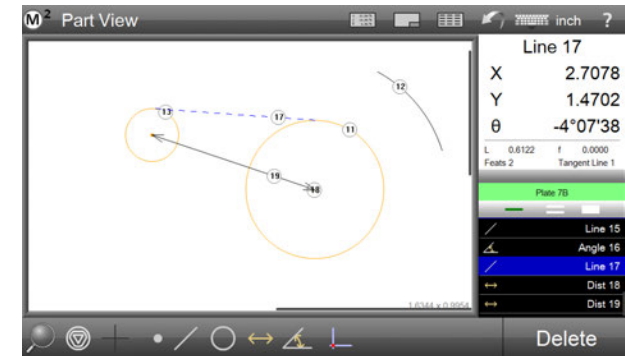 M² Part View
inch ?
Line 17
X 2.7078
Y 1.4702
θ -4°07'38
L 0.6122 f 0.0000
Feats 2 Tangent Line 1
Plate 7B
Line 15
Angle 16
Line 17
Dist 18
Dist 19
12
13
17
11
19
18
1.6344 x 0.9954
Delete